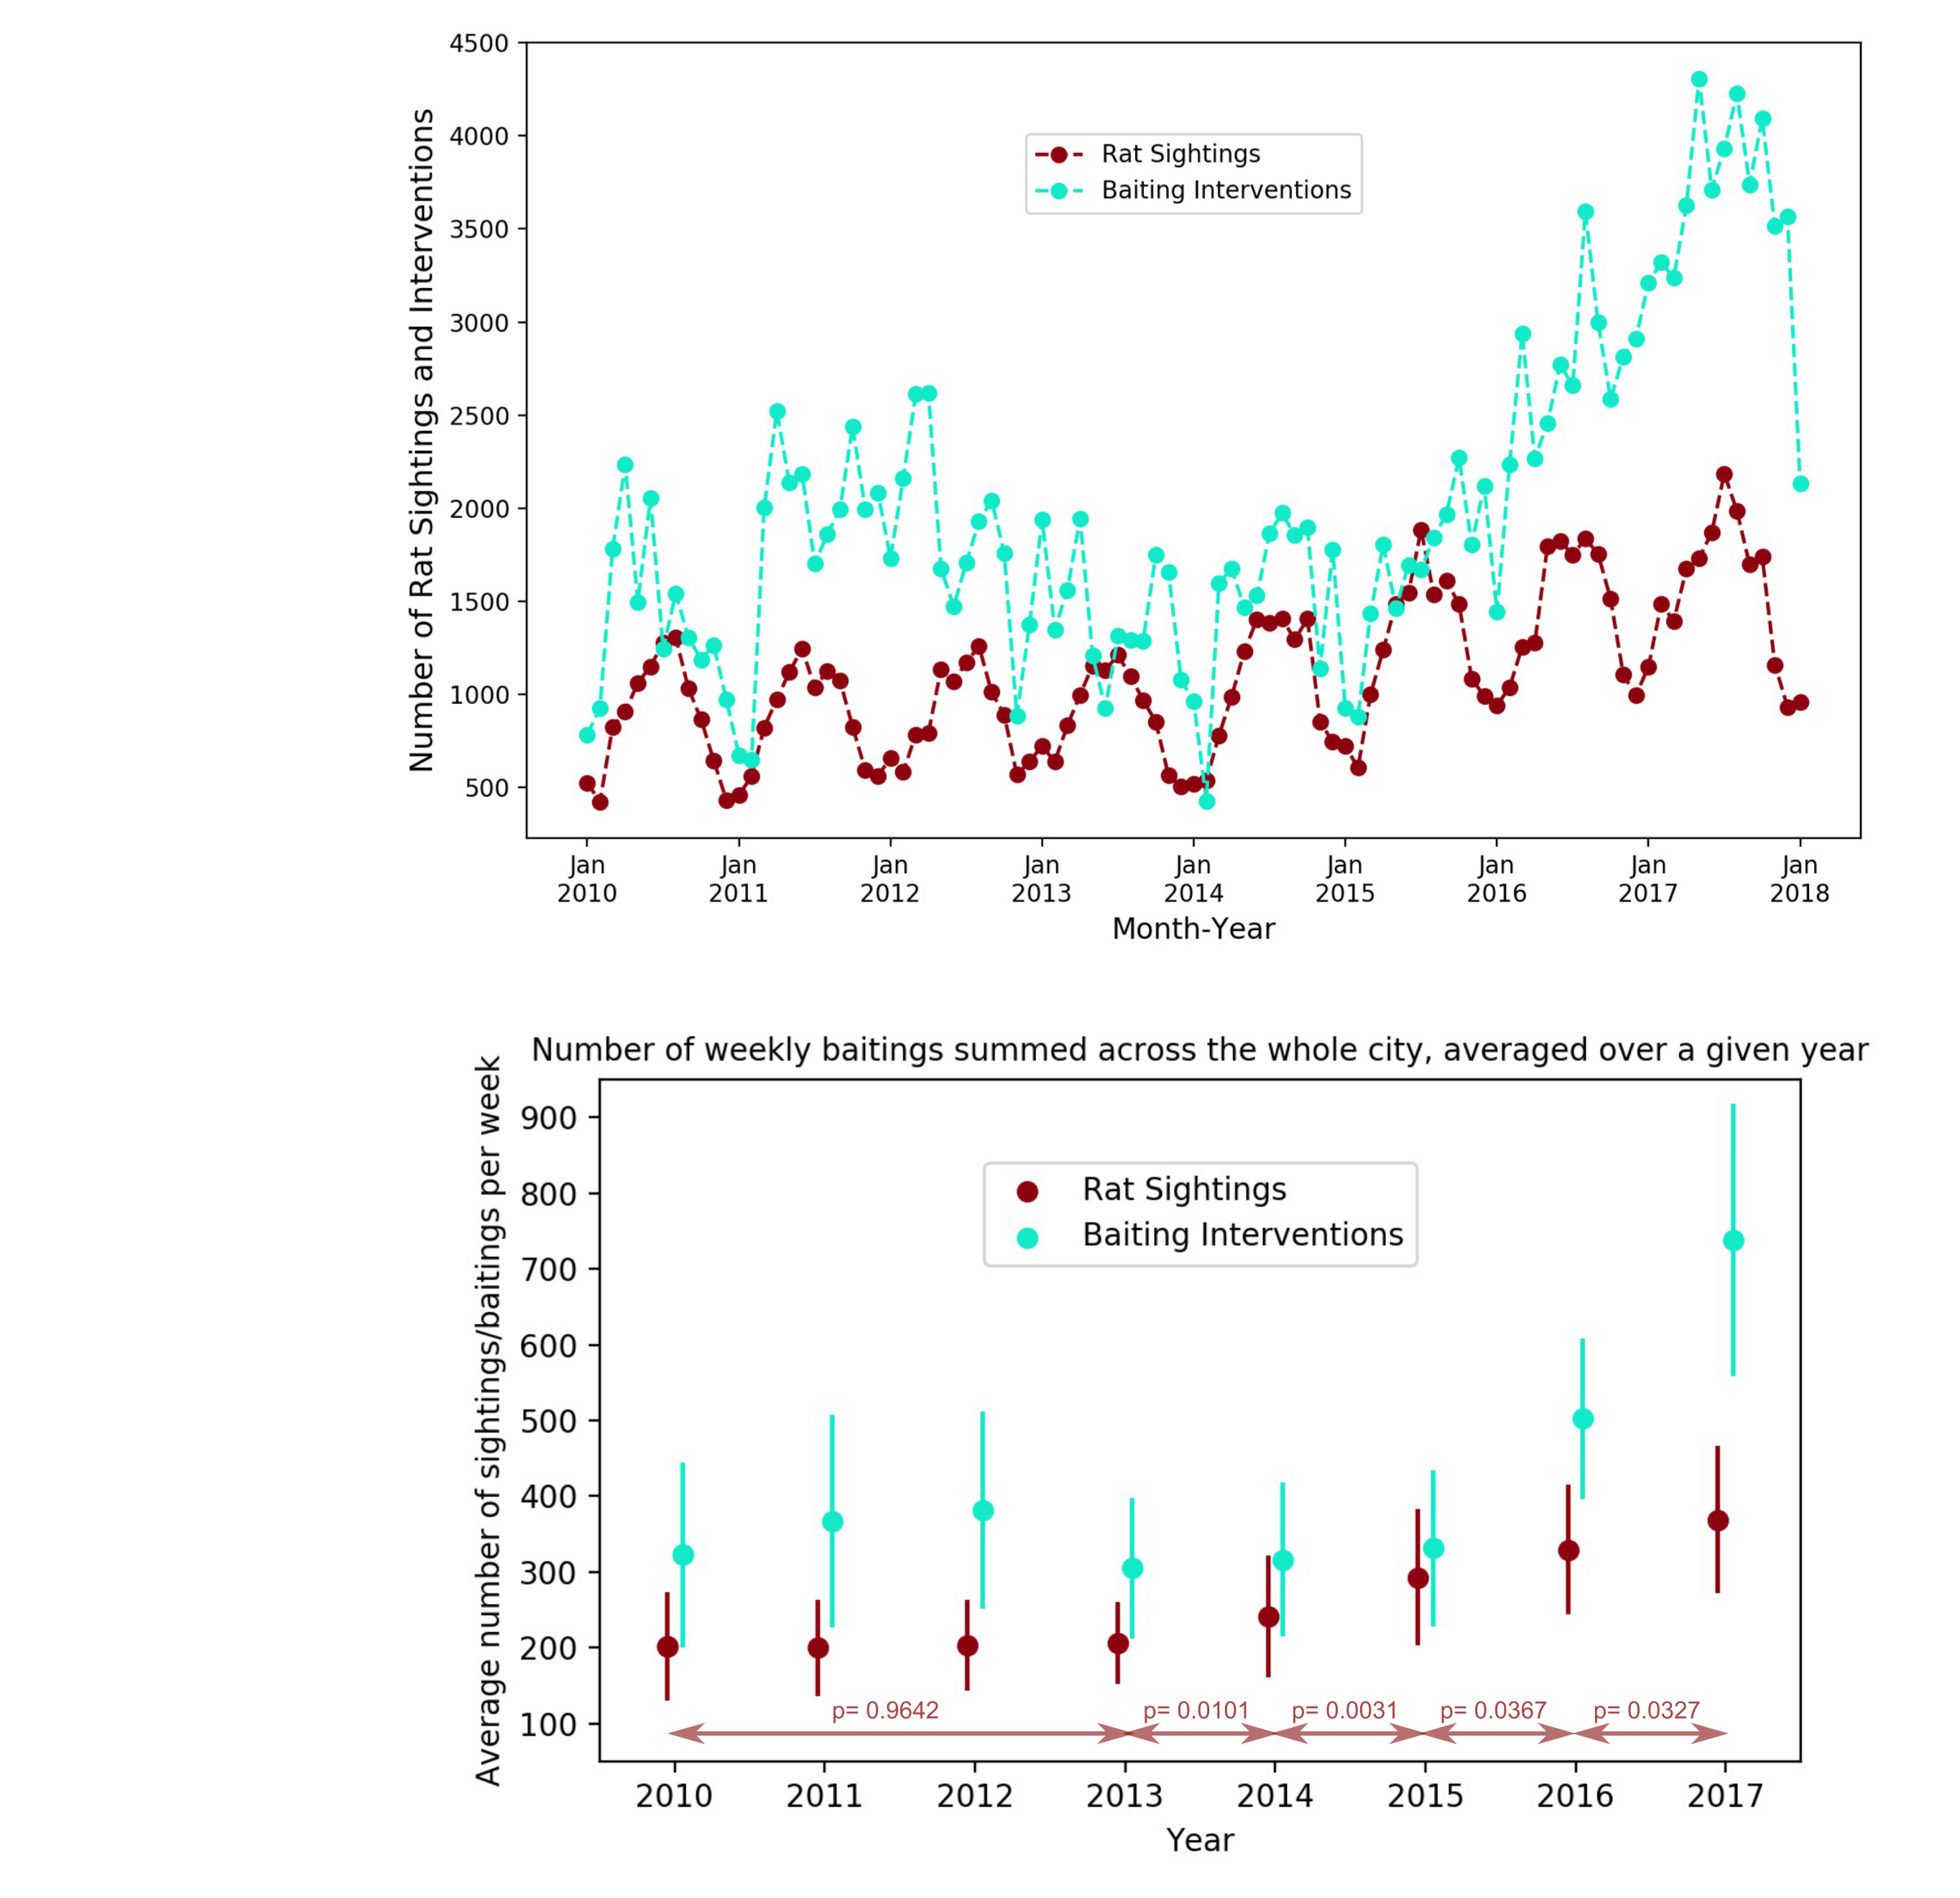 4500
4000
3500
3000
2500
2000
1500
1000
500
Number of Rat Sightings and Interventions
Rat Sightings
Baiting Interventions
Jan Jan Jan Jan Jan Jan Jan Jan Jan
2010 2011 2012 2013 2014 2015 2016 2017 2018
Month-Year
Number of weekly baitings summed across the whole city, averaged over a given year
900
800
700
600
500
400
300
200
100
Average number of sightings/baitings per week
Rat Sightings
Baiting Interventions
p= 0.9642 p= 0.0101 p= 0.0031 p= 0.0367 p= 0.0327
2010 2011 2012 2013 2014 2015 2016 2017
Year